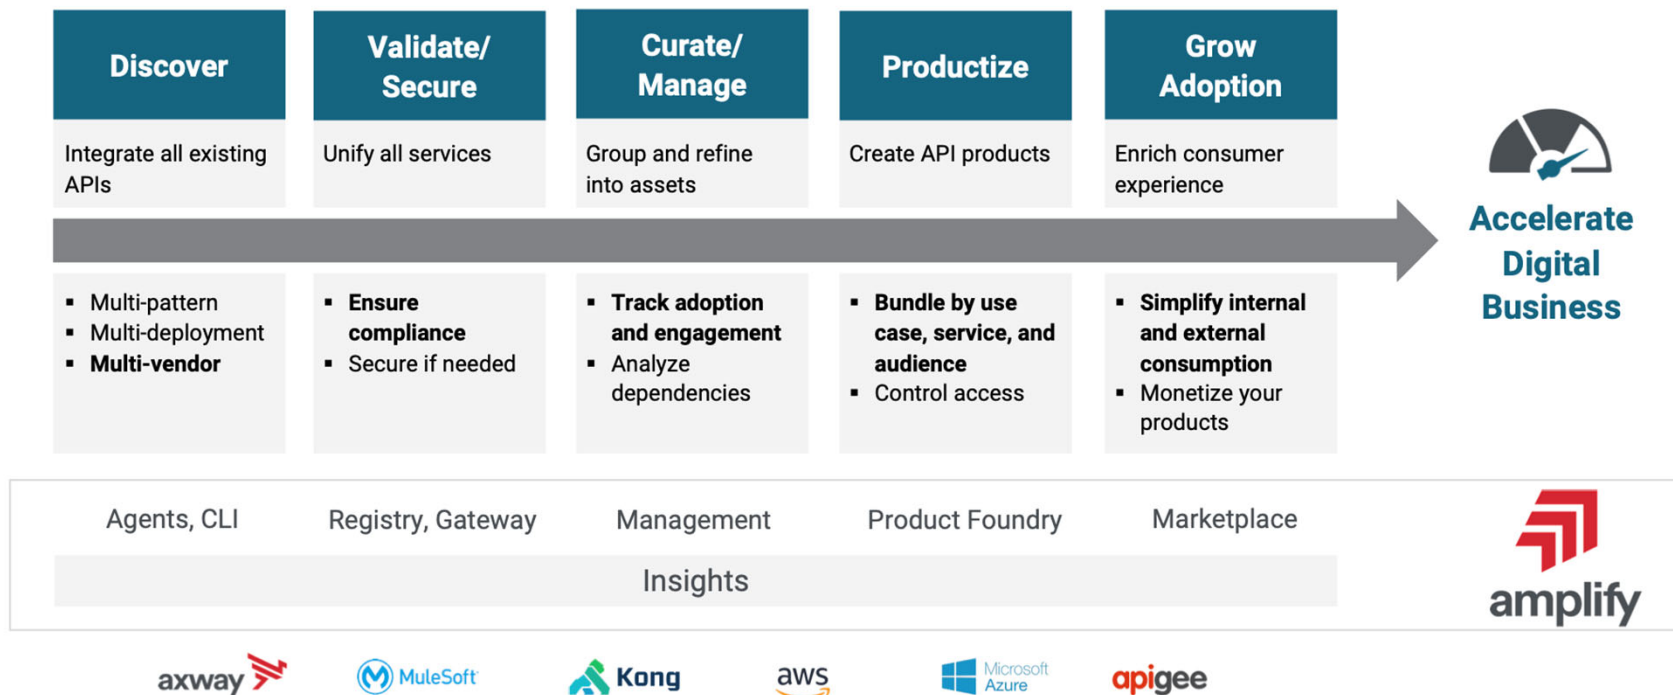 Discover
Validate/
Secure
Curate/
Manage
Productize
Grow
Adoption
Integrate all existing
APIs
Unify all services
Group and refine
into assets
Create API products
Enrich consumer
experience
Accelerate
Digital
Business
▪ Multi-pattern
▪ Multi-deployment
▪ Multi-vendor
▪ Ensure
compliance
▪ Secure if needed
▪ Track adoption
and engagement
▪ Analyze
dependencies
▪ Bundle by use
case, service, and
audience
▪ Control access
▪ Simplify internal
and external
consumption
▪ Monetize your
products
Agents, CLI
Registry, Gateway
Management
Product Foundry
Marketplace
Insights
amplify
axway
MuleSoft
Kong
aws
Microsoft
Azure
apigee